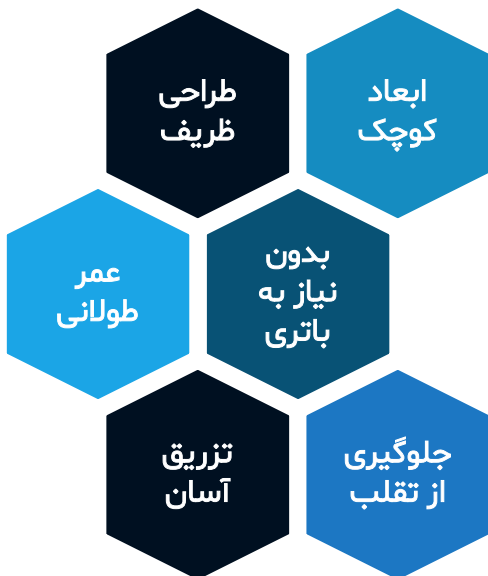 ابعاد
کوچک
طراحی
ظریف
بدون
نیاز به
باتری
عمر
طولانی
جلوگیری
از تقلب
تزریق
آسان